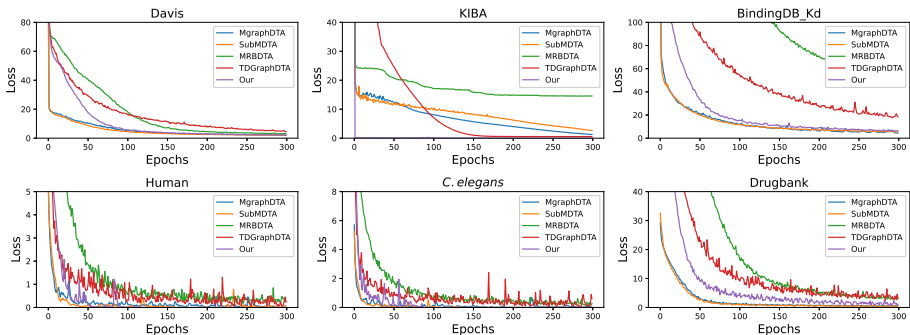 Davis
80
60
40
20
0
Loss
0 50 100 150 200 250 300
Epochs
MgraphDTA
SubMDTA
MRBDTA
TDGraphDTA
Our
KIBA
40
30
20
10
0
Loss
0 50 100 150 200 250 300
Epochs
MgraphDTA
SubMDTA
MRBDTA
TDGraphDTA
Our
BindingDB_Kd
100
80
60
40
20
0
Loss
0 50 100 150 200 250 300
Epochs
MgraphDTA
SubMDTA
MRBDTA
TDGraphDTA
Our
Human
5
4
3
2
1
0
Loss
0 50 100 150 200 250 300
Epochs
MgraphDTA
SubMDTA
MRBDTA
TDGraphDTA
Our
C. elegans
8
6
4
2
0
Loss
0 50 100 150 200 250 300
Epochs
MgraphDTA
SubMDTA
MRBDTA
TDGraphDTA
Our
Drugbank
40
30
20
10
0
Loss
0 50 100 150 200 250 300
Epochs
MgraphDTA
SubMDTA
MRBDTA
TDGraphDTA
Our